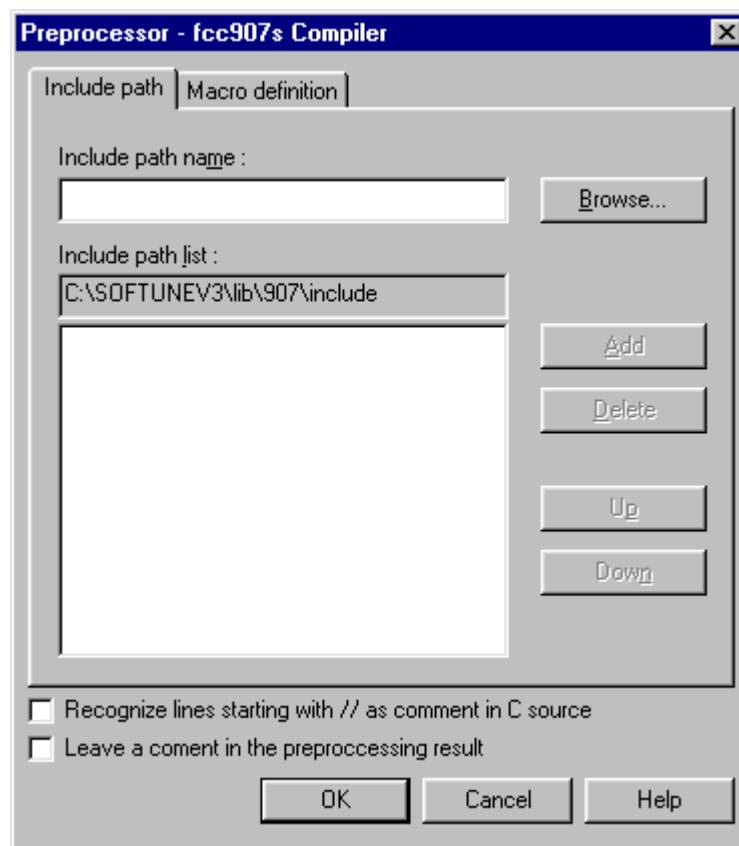 Preprocessor - fcc907s Compiler
Include path Macro definition
Include path name :
Browse...
Include path list :
C:\SOFTUNEV3\lib\907\include
Add
Delete
Up
Down
Recognize lines starting with // as comment in C source
Leave a coment in the preproccessing result
OK Cancel Help